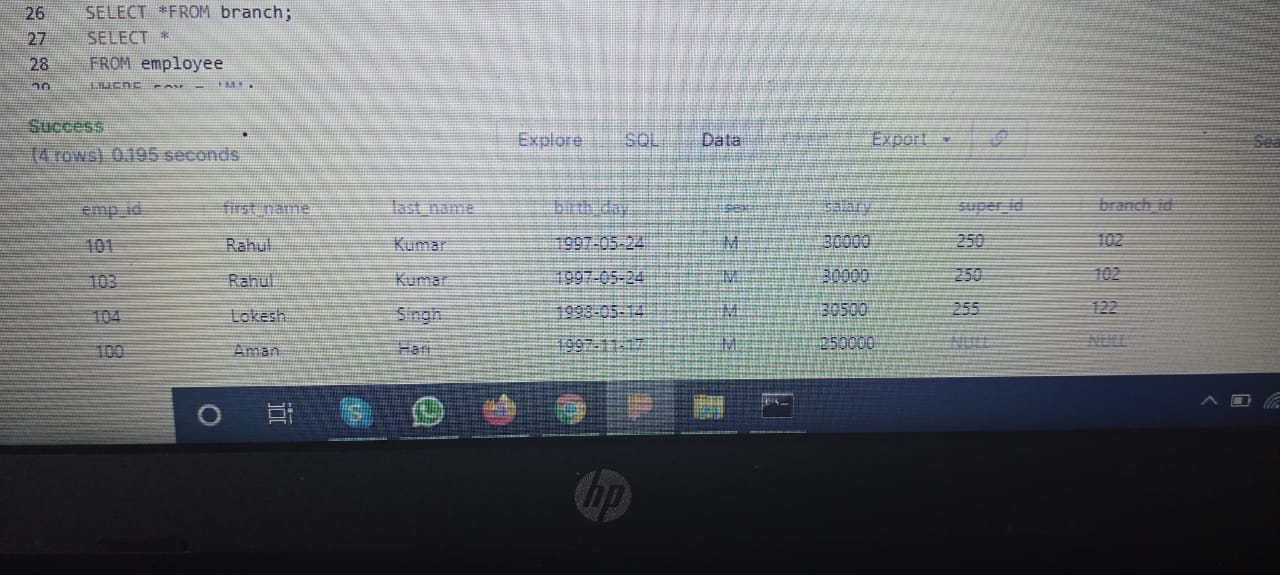 26 SELECT *FROM branch;
27 SELECT *
28 FROM employee
Success
Explore SQL Data Export
(4 rows) 0.195 seconds
emp_id first_name last_name birth_day sex salary super_id branch_id
101 Rahul Kumar 1997-05-24 M 30000 250 102
103 Rahul Kumar 1997-05-24 M 30000 250 102
104 Lokesh Singh 1998-05-14 M 30500 255 122
100 Aman Hari 1997-11-17 M 250000 NULL NULL
hp